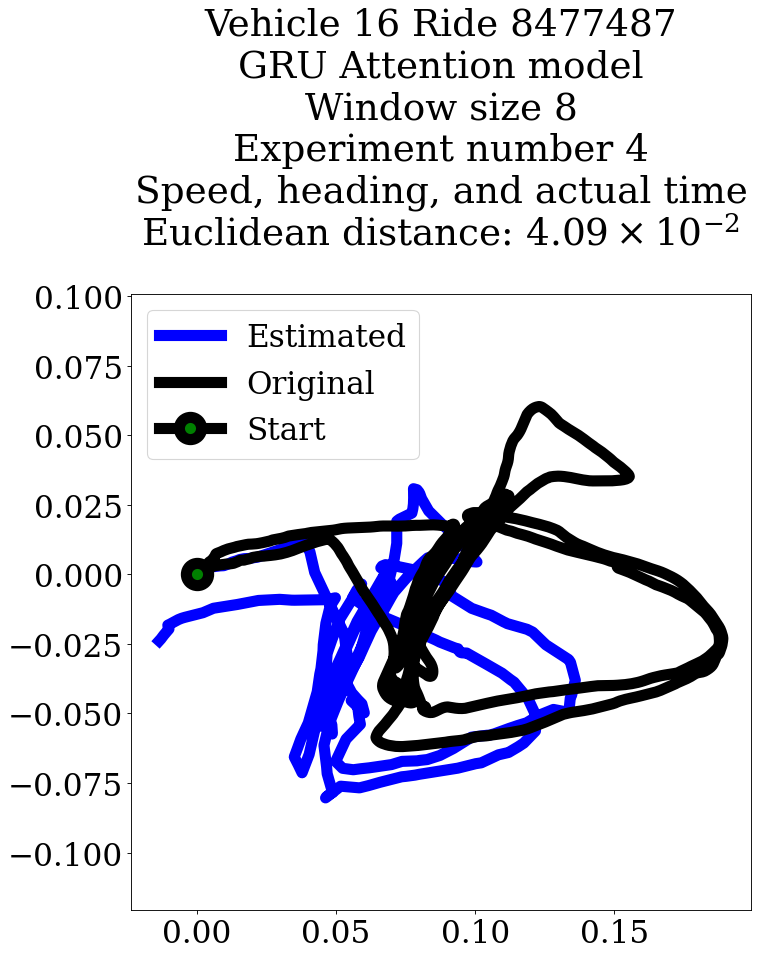 Vehicle 16 Ride 8477487
GRU Attention model
Window size 8
Experiment number 4
Speed, heading, and actual time
Euclidean distance: 4.09 × 10⁻²
0.100
0.075
0.050
0.025
0.000
−0.025
−0.050
−0.075
−0.100
Estimated
Original
Start
0.00 0.05 0.10 0.15